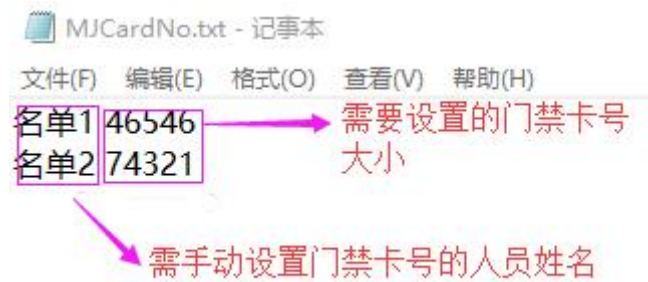 MJCardNo.txt - 记事本
文件(F) 编辑(E) 格式(O) 查看(V) 帮助(H)
名单1 46546 需要设置的门禁卡号
名单2 74321 大小
需手动设置门禁卡号的人员姓名